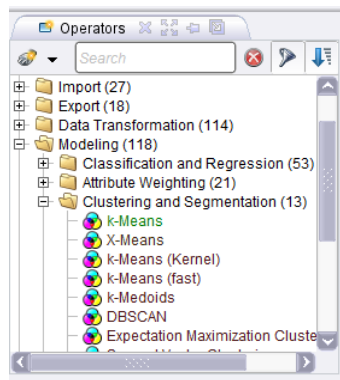 Operators
Search
Import (27)
Export (18)
Data Transformation (114)
Modeling (118)
Classification and Regression (53)
Attribute Weighting (21)
Clustering and Segmentation (13)
k-Means
X-Means
k-Means (Kernel)
k-Means (fast)
k-Medoids
DBSCAN
Expectation Maximization Cluste